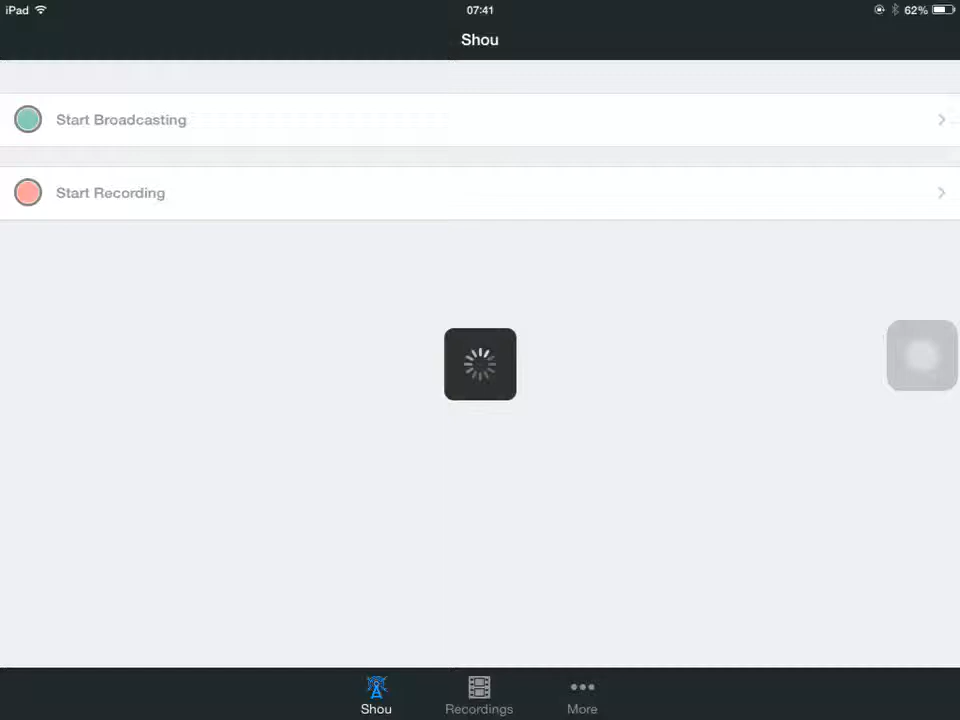 iPad 07:41 62%
Shou
Start Broadcasting
Start Recording
Shou Recordings More